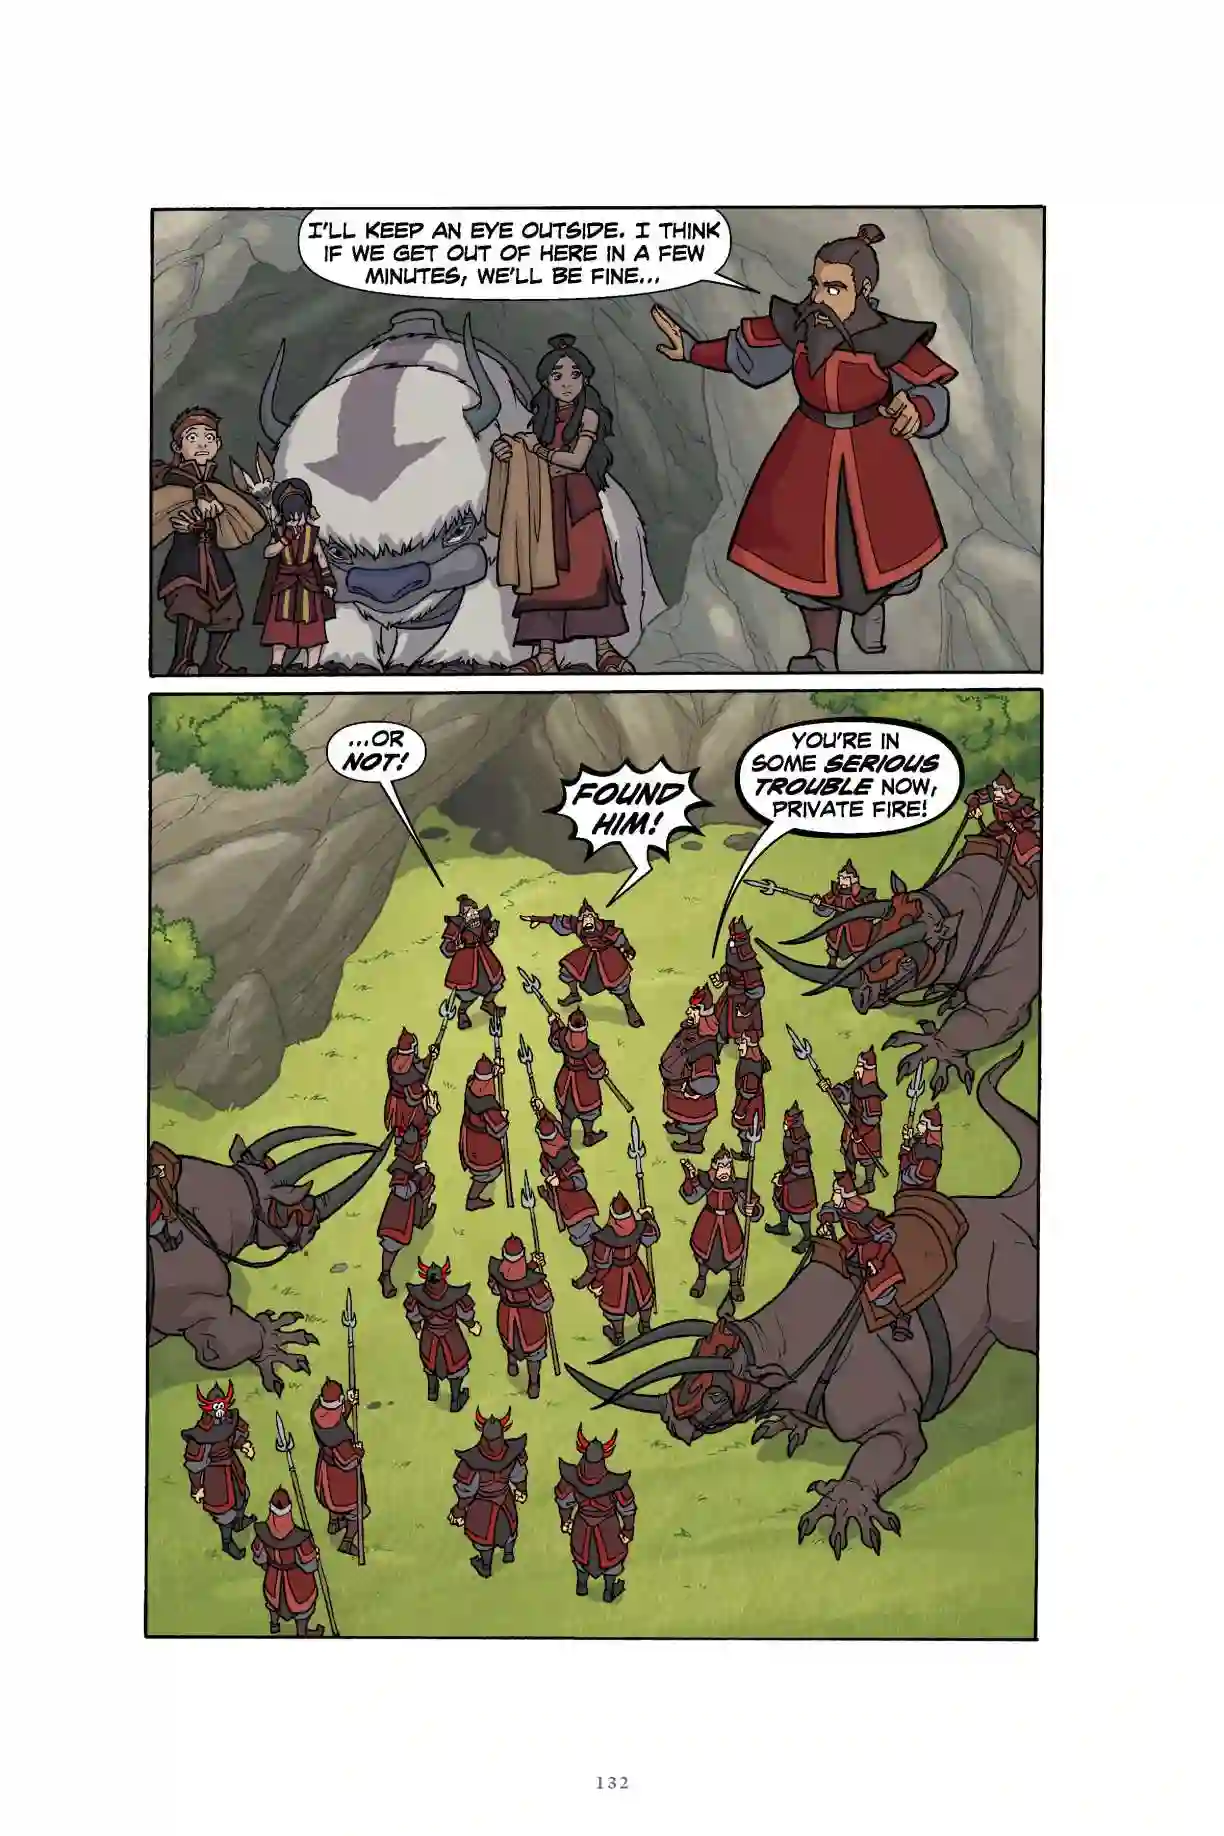 I'LL KEEP AN EYE OUTSIDE. I THINK
IF WE GET OUT OF HERE IN A FEW
MINUTES, WE'LL BE FINE...
...OR
NOT!
FOUND
HIM!
YOU'RE IN
SOME SERIOUS
TROUBLE NOW,
PRIVATE FIRE!
132